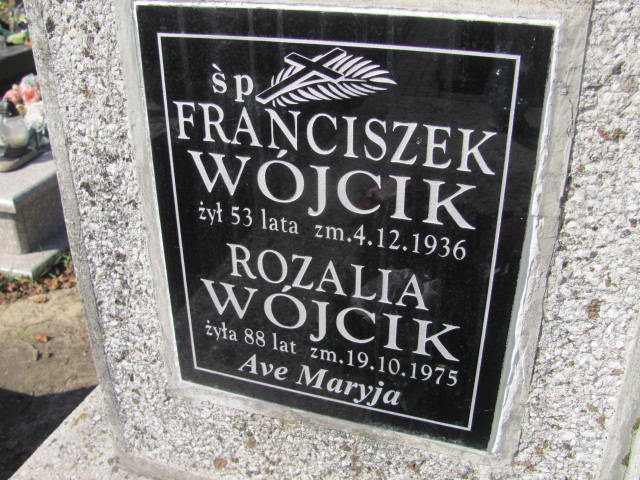 śp
FRANCISZEK
WÓJCIK
żył 53 lata zm.4.12.1936
ROZALIA
WÓJCIK
żyła 88 lat zm.19.10.1975
Ave Maryja